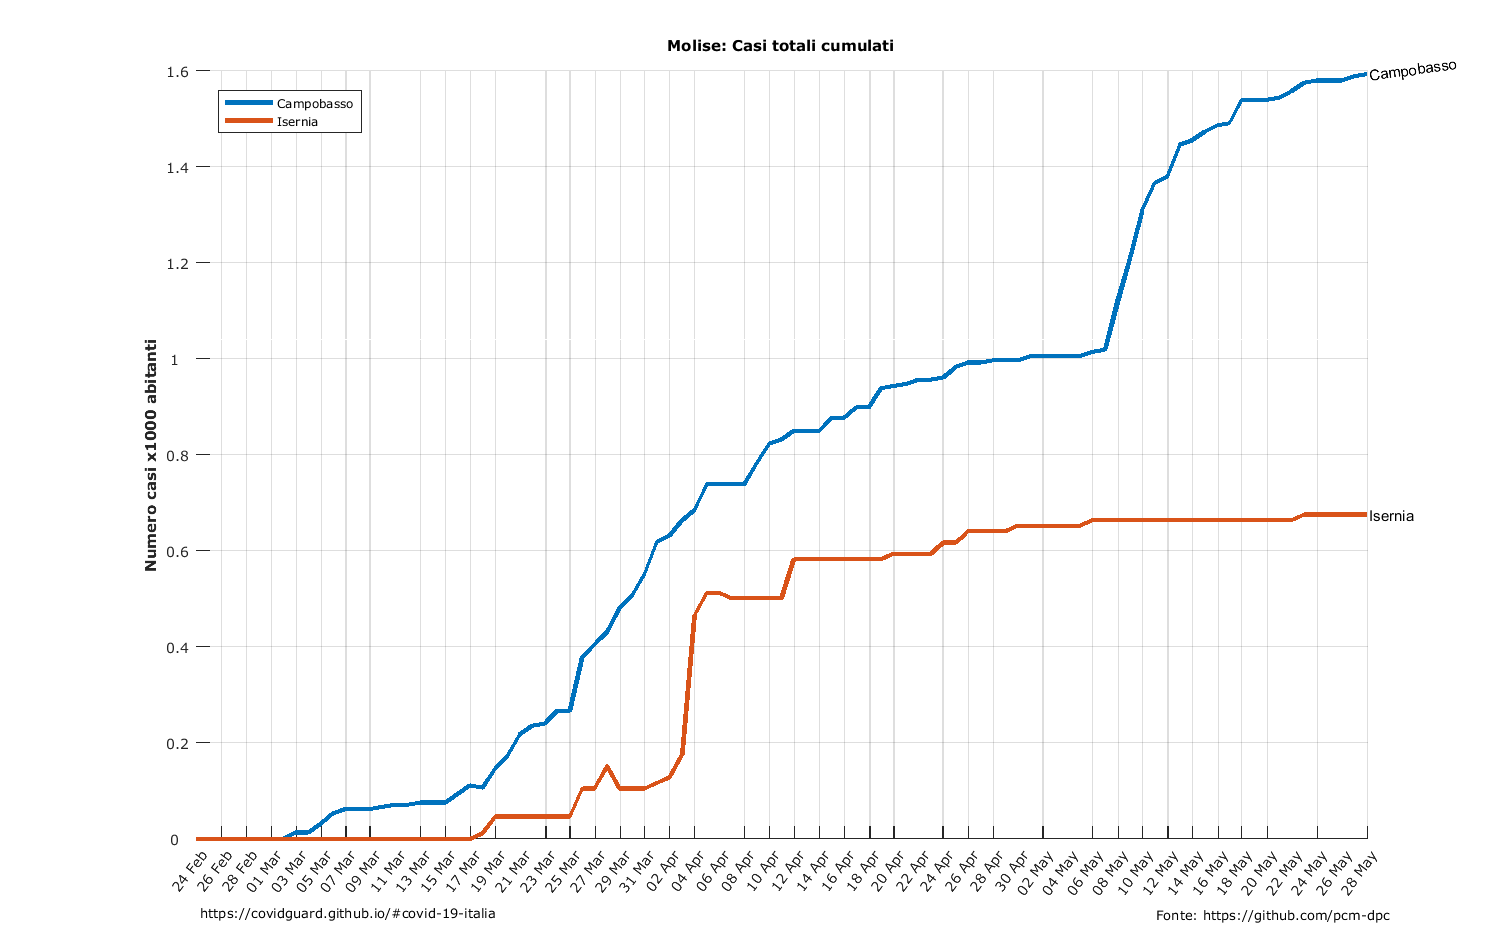 Molise: Casi totali cumulati
Campobasso
Isernia
Numero casi x1000 abitanti
1.6
1.4
1.2
1
0.8
0.6
0.4
0.2
0
Campobasso
Isernia
24 Feb
26 Feb
28 Feb
01 Mar
03 Mar
05 Mar
07 Mar
09 Mar
11 Mar
13 Mar
15 Mar
17 Mar
19 Mar
21 Mar
23 Mar
25 Mar
27 Mar
29 Mar
31 Mar
02 Apr
04 Apr
06 Apr
08 Apr
10 Apr
12 Apr
14 Apr
16 Apr
18 Apr
20 Apr
22 Apr
24 Apr
26 Apr
28 Apr
30 Apr
02 May
04 May
06 May
08 May
10 May
12 May
14 May
16 May
18 May
20 May
22 May
24 May
26 May
28 May
https://covidguard.github.io/#covid-19-italia
Fonte: https://github.com/pcm-dpc